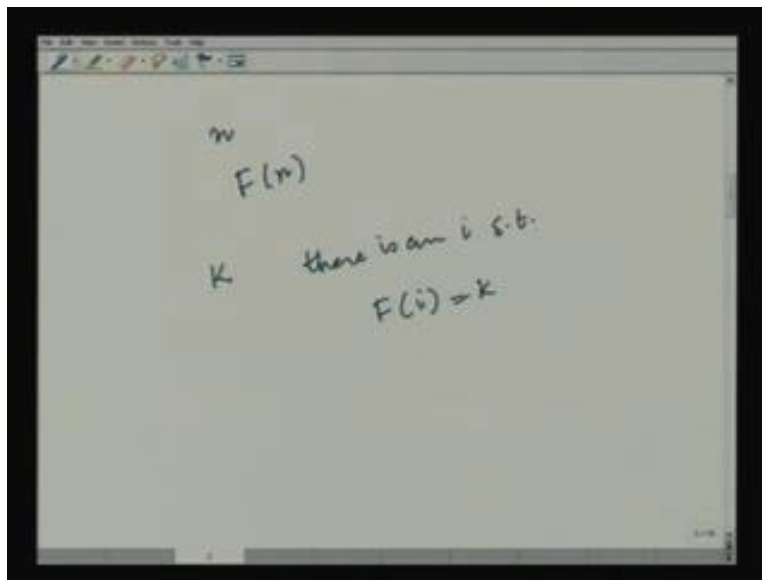 n
F(n)
K there is an i s.t.
F(i) = k